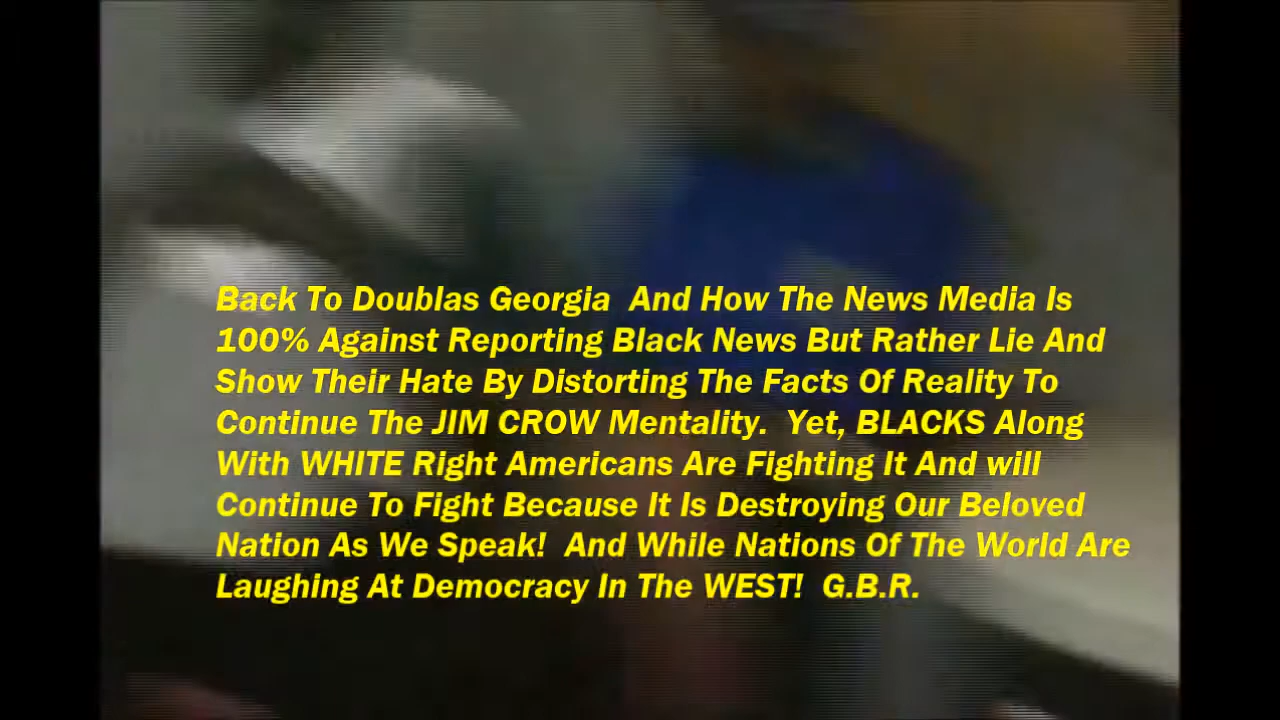 Back To Doublas Georgia  And How The News Media Is
100% Against Reporting Black News But Rather Lie And
Show Their Hate By Distorting The Facts Of Reality To
Continue The JIM CROW Mentality.  Yet, BLACKS Along
With WHITE Right Americans Are Fighting It And will
Continue To Fight Because It Is Destroying Our Beloved
Nation As We Speak!  And While Nations Of The World Are
Laughing At Democracy In The WEST!  G.B.R.